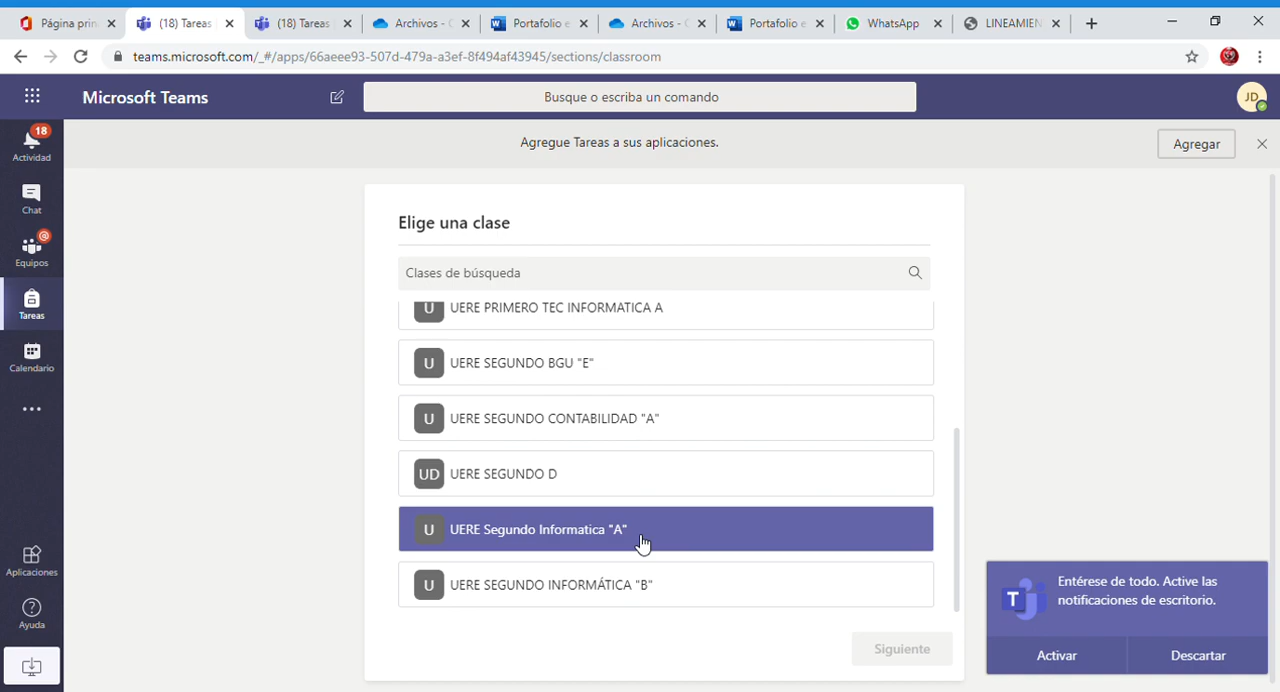 Página prin
(18) Tareas
(18) Tareas
Archivos - O
Portafolio e
Archivos - O
Portafolio e
WhatsApp
LINEAMIEN
teams.microsoft.com/_#/apps/66aeee93-507d-479a-a3ef-8f494af43945/sections/classroom
Microsoft Teams
Busque o escriba un comando
JD
18
Actividad
Chat
@
Equipos
Tareas
Calendario
Aplicaciones
Ayuda
Agregue Tareas a sus aplicaciones.
Agregar
Elige una clase
Clases de búsqueda
U UERE PRIMERO TEC INFORMATICA A
U UERE SEGUNDO BGU "E"
U UERE SEGUNDO CONTABILIDAD "A"
UD UERE SEGUNDO D
U UERE Segundo Informatica "A"
U UERE SEGUNDO INFORMÁTICA "B"
Siguiente
T
Entérese de todo. Active las
notificaciones de escritorio.
Activar
Descartar